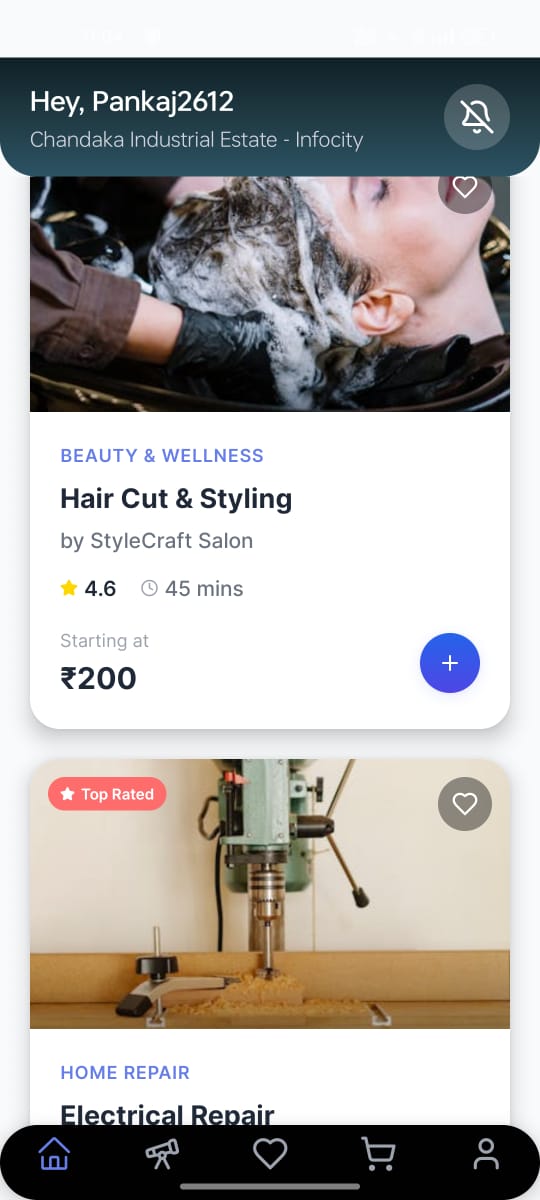 Hey, Pankaj2612
Chandaka Industrial Estate - Infocity
BEAUTY & WELLNESS
Hair Cut & Styling
by StyleCraft Salon
4.6 45 mins
Starting at
₹200
Top Rated
HOME REPAIR
Electrical Repair